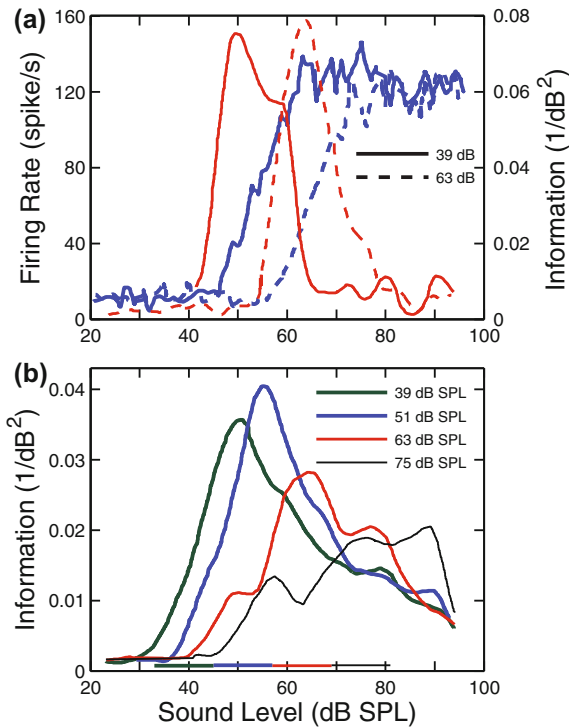 (a)
160
120
80
40
0
Firing Rate (spike/s)
0.08
0.06
0.04
0.02
0
Information (1/dB²)
39 dB
63 dB
20
40
60
80
100
(b)
0.04
0.03
0.02
0.01
0
Information (1/dB²)
39 dB SPL
51 dB SPL
63 dB SPL
75 dB SPL
20
40
60
80
100
Sound Level (dB SPL)